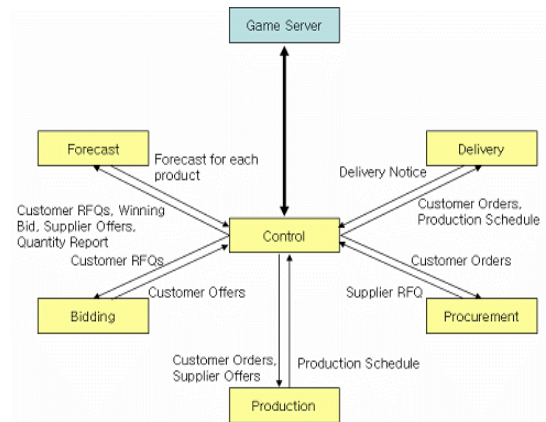 Game Server
Forecast
Forecast for each
product
Customer RFQs, Winning
Bid, Supplier Offers,
Quantity Report
Delivery
Delivery Notice
Customer Orders,
Production Schedule
Control
Customer RFQs
Customer Offers
Bidding
Customer Orders
Supplier RFQ
Procurement
Customer Orders,
Supplier Offers
Production Schedule
Production